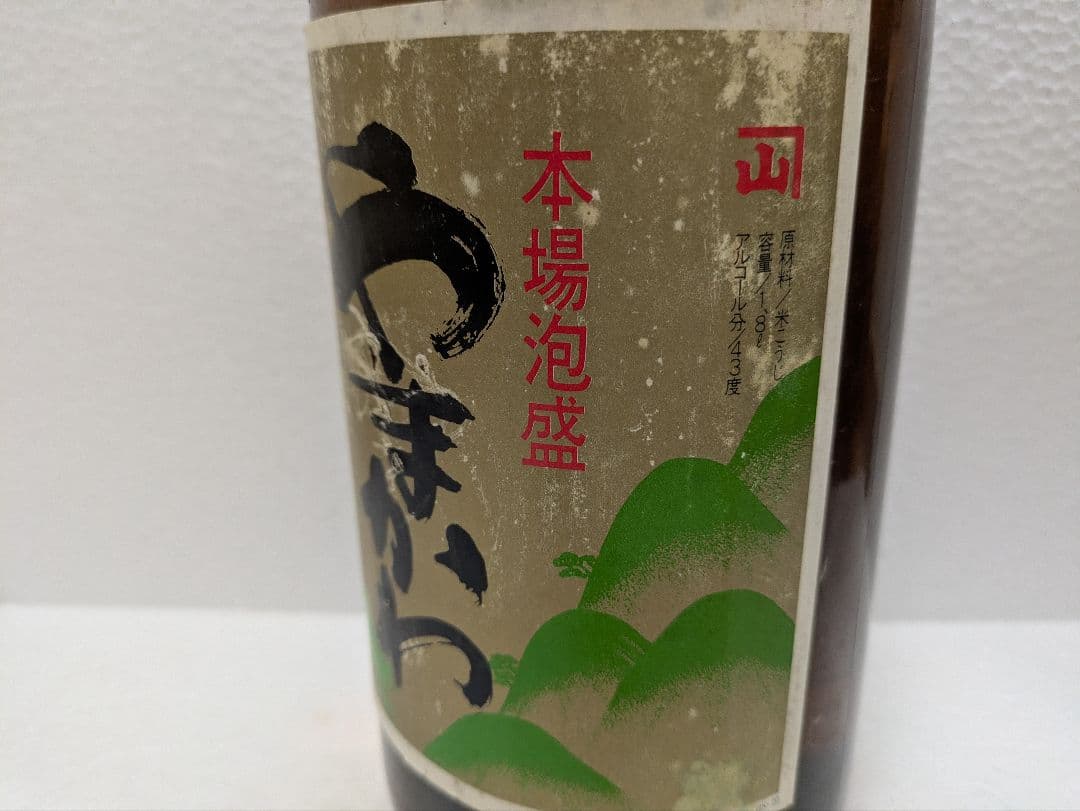 山
原材料/米こうじ
容量/1.8ℓ
アルコール分/43度
本場泡盛
やまかわ